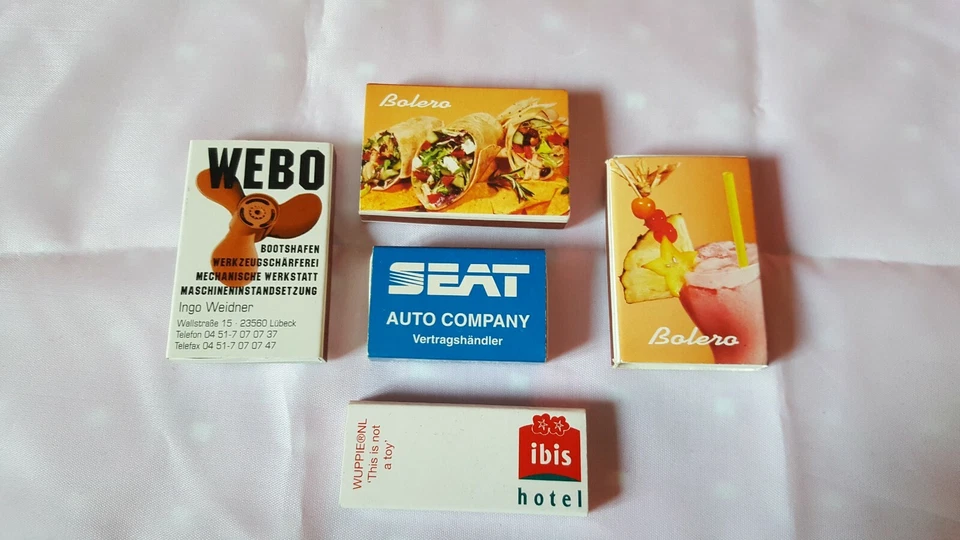 Bolero
WEBO
BOOTSHAFEN
WERKZEUGSCHÄRFEREI
MECHANISCHE WERKSTATT
MASCHINENINSTANDSETZUNG
Ingo Weidner
Wallstraße 15 · 23560 Lübeck
Telefon 04 51-7 07 07 37
Telefax 04 51-7 07 07 47
SEAT
AUTO COMPANY
Vertragshändler
Bolero
WUPPIE®NL
'This is not
a toy'
ibis
hotel